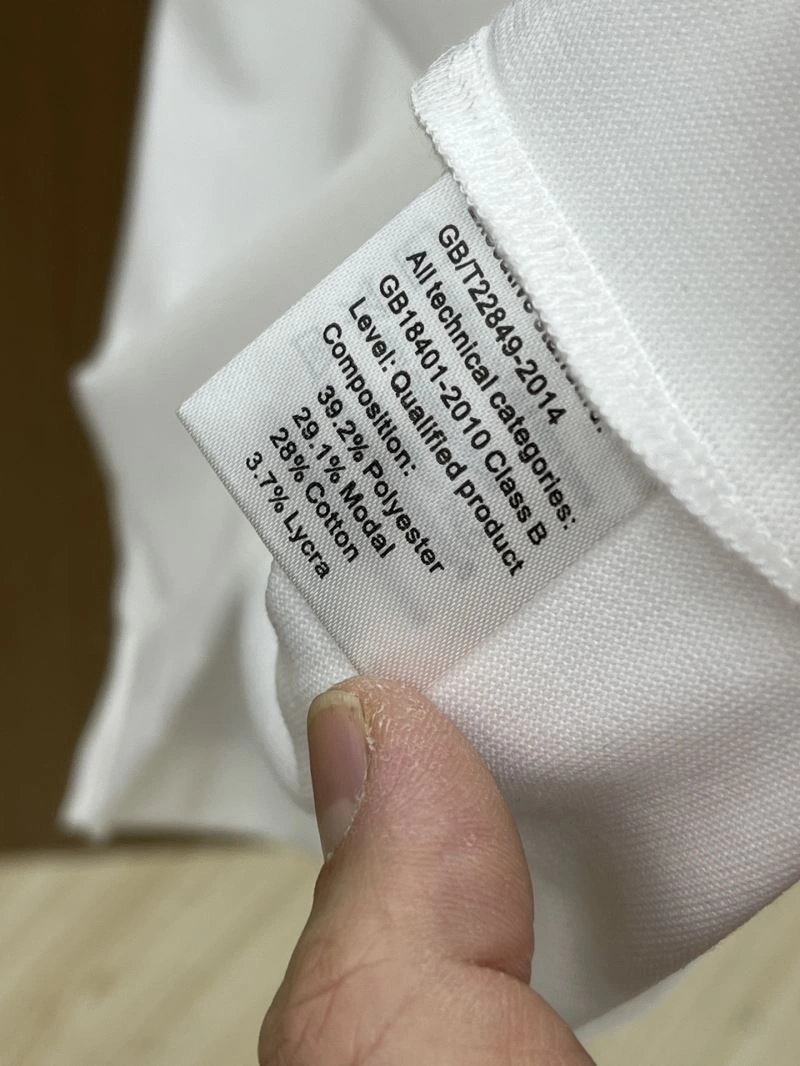 GB/T22849-2014
All technical categories:
GB18401-2010 Class B
Level: Qualified product
Composition:
39.2% Polyester
29.1% Modal
28% Cotton
3.7% Lycra